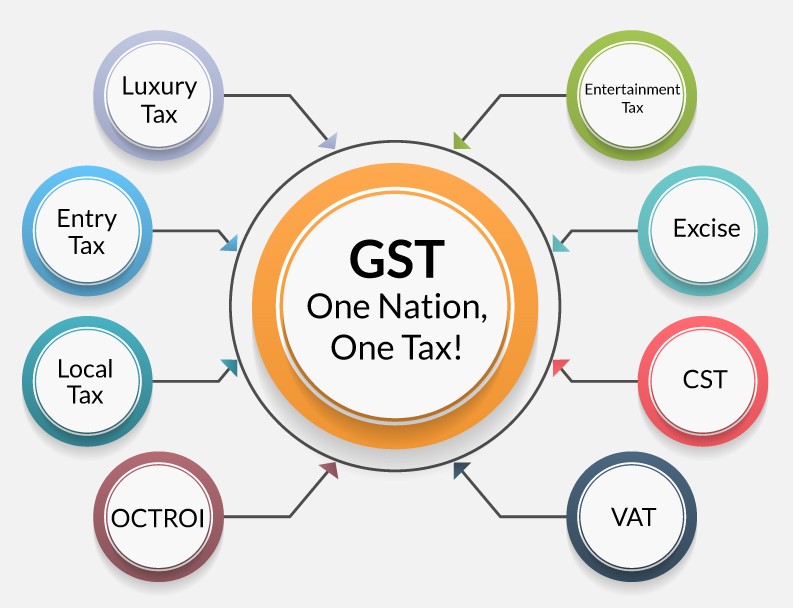 Luxury
Tax
Entertainment
Tax
Entry
Tax
Excise
GST
One Nation,
One Tax!
Local
Tax
CST
OCTROI
VAT